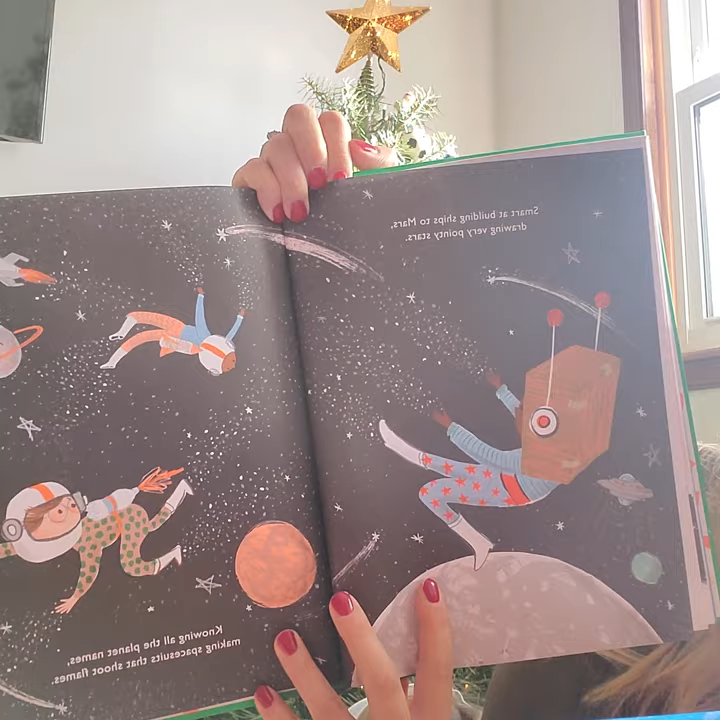 Smart at building ships to Mars,
drawing very pointy stars.
Knowing all the planet names,
making spacesuits that shoot flames.